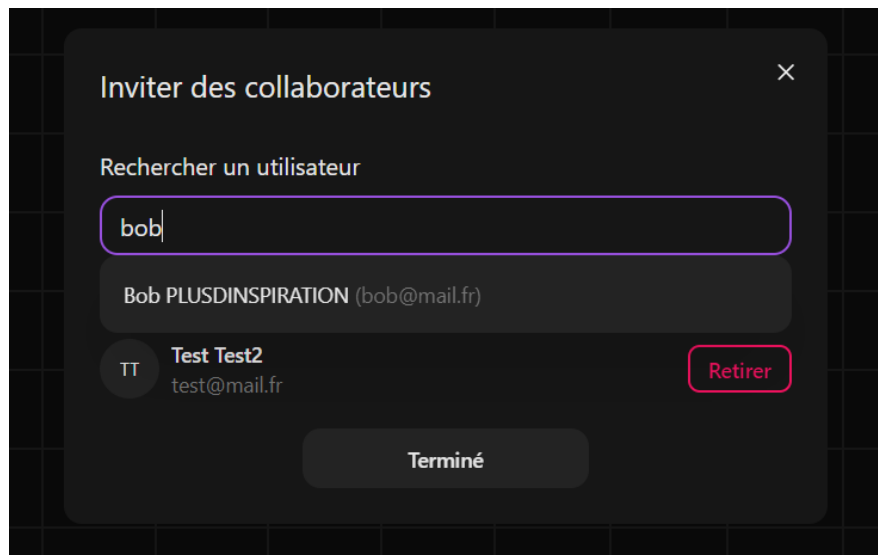 Inviter des collaborateurs
Rechercher un utilisateur
bob
Bob PLUSDINSPIRATION (bob@mail.fr)
TT Test Test2
test@mail.fr
Retirer
Terminé